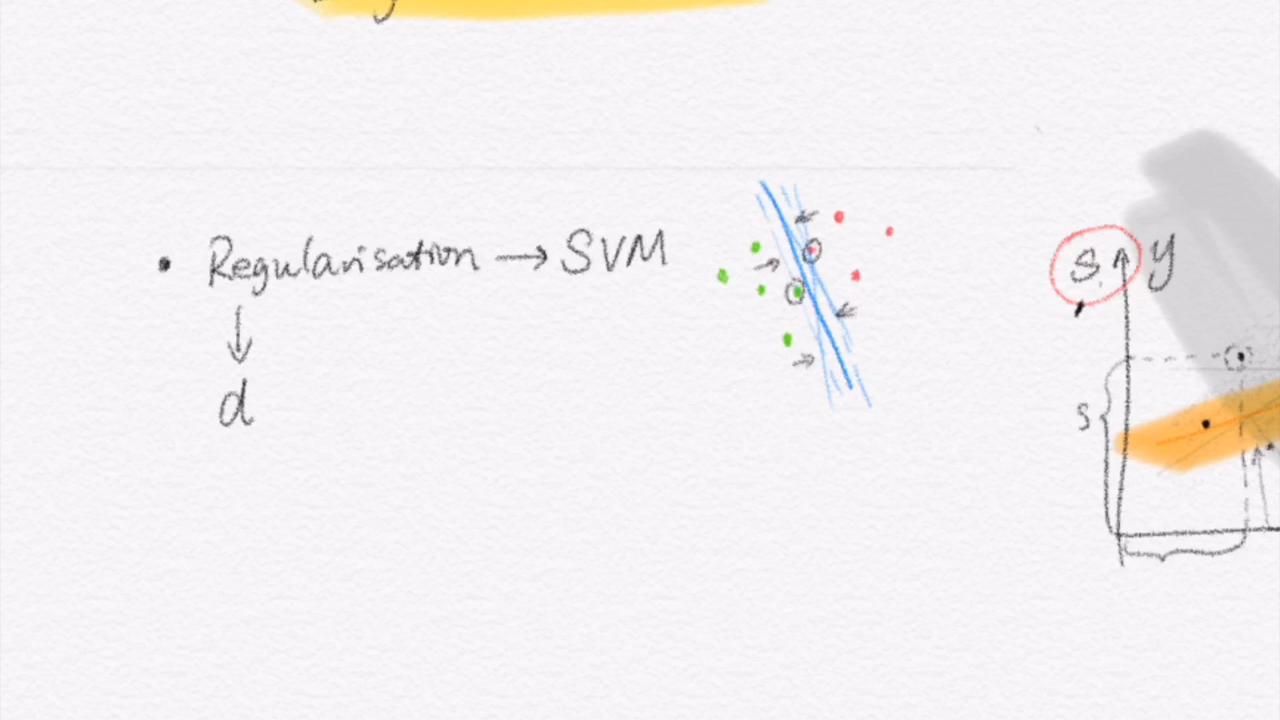 • Regularisation → SVM
↓
d
S y
s